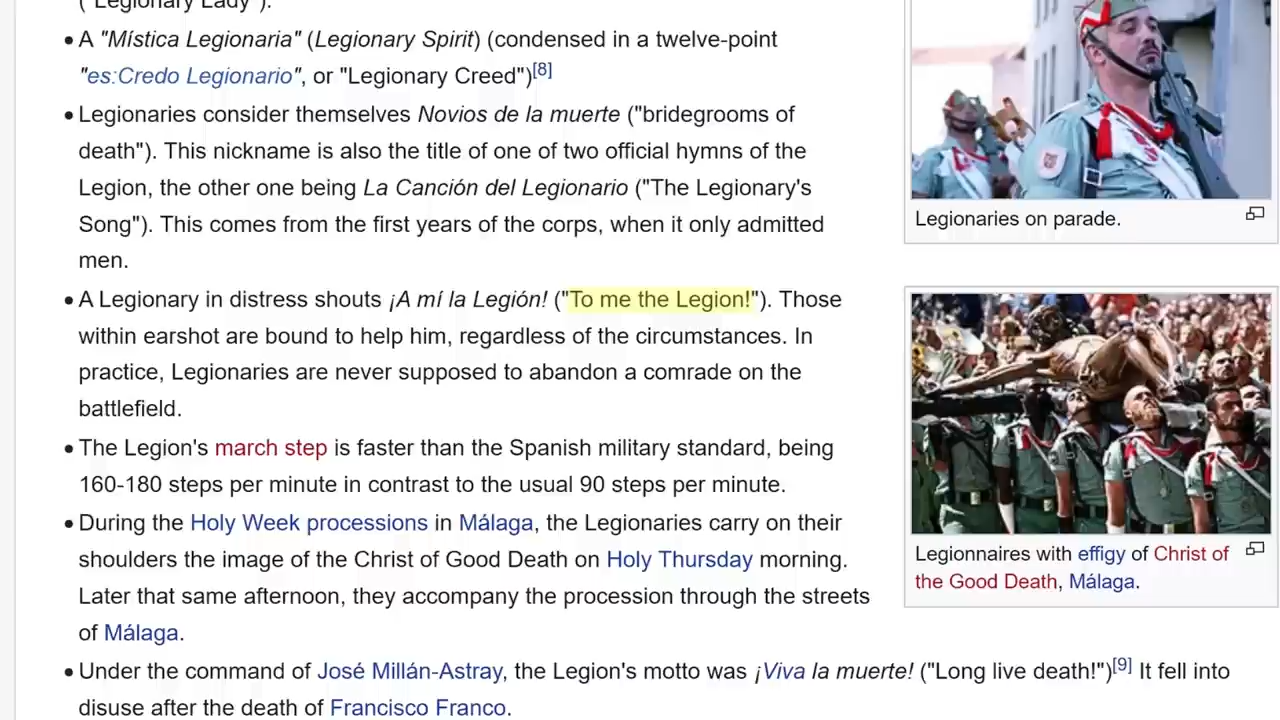 ("Legionary Lady").
• A "Mística Legionaria" (Legionary Spirit) (condensed in a twelve-point
"es:Credo Legionario", or "Legionary Creed")[8]
• Legionaries consider themselves Novios de la muerte ("bridegrooms of
death"). This nickname is also the title of one of two official hymns of the
Legion, the other one being La Canción del Legionario ("The Legionary's
Song"). This comes from the first years of the corps, when it only admitted
men.
• A Legionary in distress shouts ¡A mí la Legión! ("To me the Legion!"). Those
within earshot are bound to help him, regardless of the circumstances. In
practice, Legionaries are never supposed to abandon a comrade on the
battlefield.
• The Legion's march step is faster than the Spanish military standard, being
160-180 steps per minute in contrast to the usual 90 steps per minute.
• During the Holy Week processions in Málaga, the Legionaries carry on their
shoulders the image of the Christ of Good Death on Holy Thursday morning.
Later that same afternoon, they accompany the procession through the streets
of Málaga.
• Under the command of José Millán-Astray, the Legion's motto was ¡Viva la muerte! ("Long live death!")[9] It fell into
disuse after the death of Francisco Franco.
Legionaries on parade.
Legionnaires with effigy of Christ of
the Good Death, Málaga.